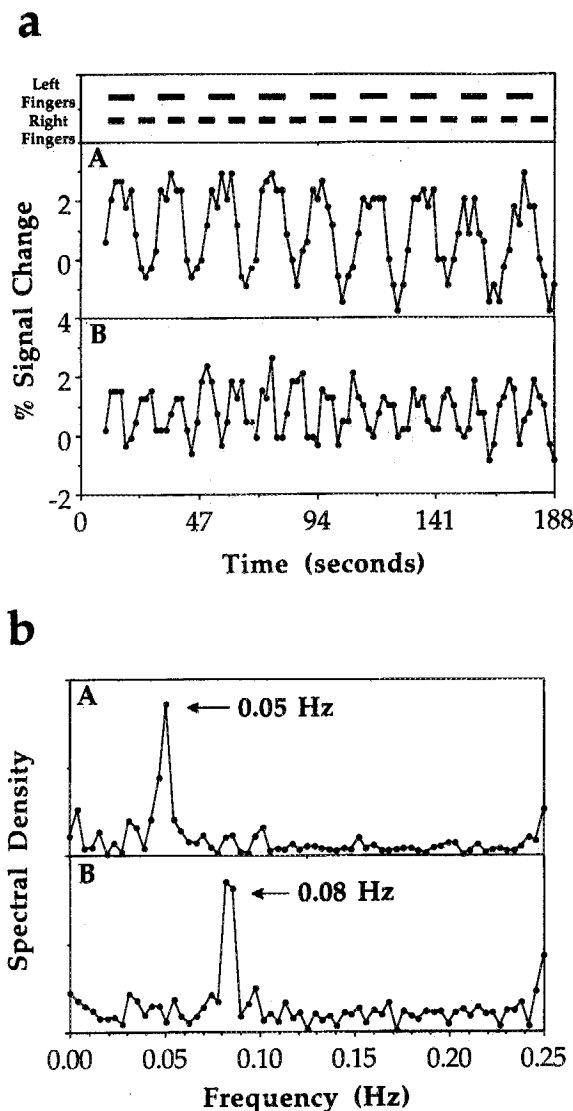 a
Left
Fingers
Right
Fingers
A
2
0
4
B
2
0
-2
% Signal Change
0 47 94 141 188
Time (seconds)
b
A
0.05 Hz
B
0.08 Hz
Spectral Density
0.00 0.05 0.10 0.15 0.20 0.25
Frequency (Hz)